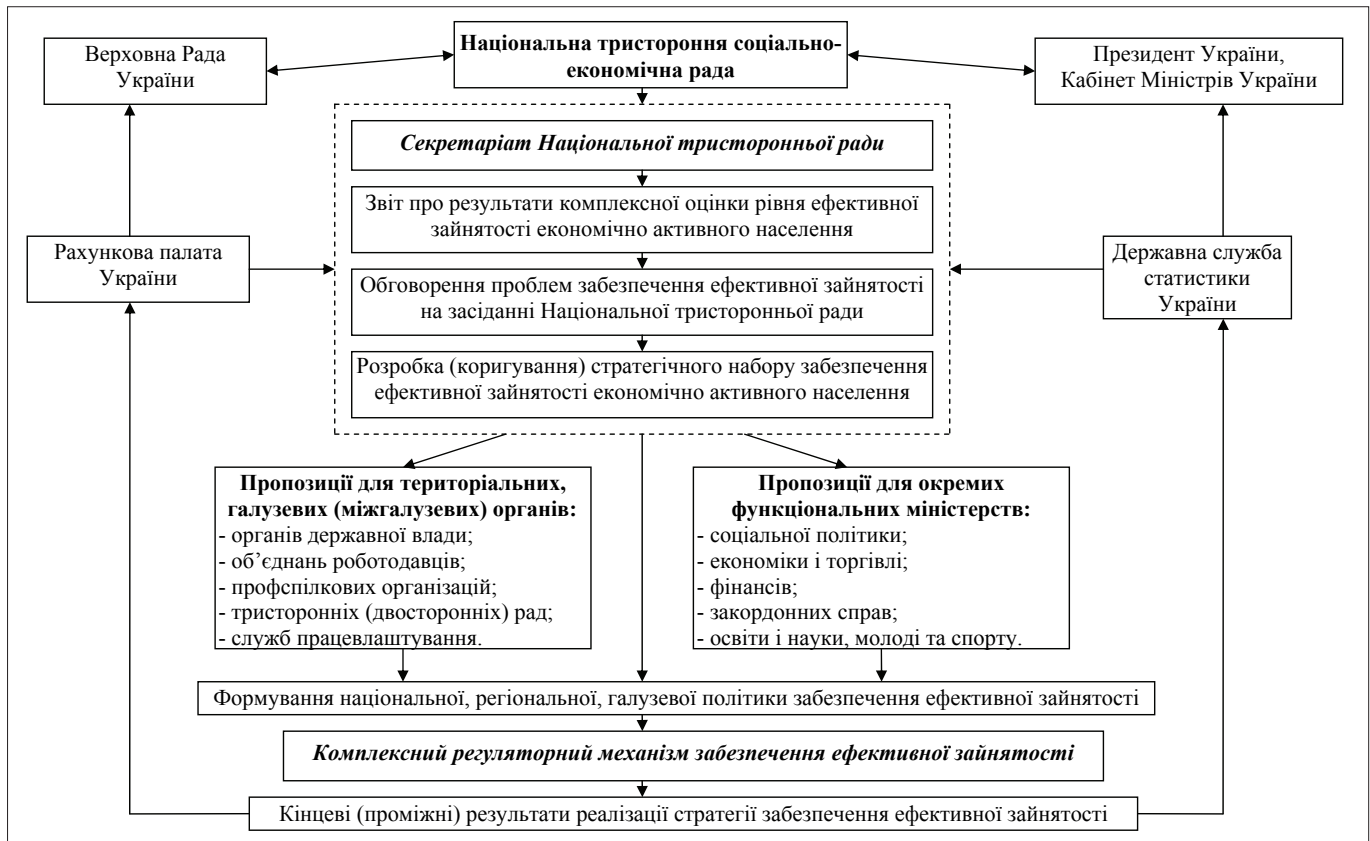 Верховна Рада
України
Національна тристороння соціально-
економічна рада
Президент України,
Кабінет Міністрів України
Секретаріат Національної тристоронньої ради
Звіт про результати комплексної оцінки рівня ефективної
зайнятості економічно активного населення
Рахункова палата
України
Обговорення проблем забезпечення ефективної зайнятості
на засіданні Національної тристоронньої ради
Державна служба
статистики
України
Розробка (коригування) стратегічного набору забезпечення
ефективної зайнятості економічно активного населення
Пропозиції для територіальних,
галузевих (міжгалузевих) органів:
- органів державної влади;
- об’єднань роботодавців;
- профспілкових організацій;
- тристоронніх (двосторонніх) рад;
- служб працевлаштування.
Пропозиції для окремих
функціональних міністерств:
- соціальної політики;
- економіки і торгівлі;
- фінансів;
- закордонних справ;
- освіти і науки, молоді та спорту.
Формування національної, регіональної, галузевої політики забезпечення ефективної зайнятості
Комплексний регуляторний механізм забезпечення ефективної зайнятості
Кінцеві (проміжні) результати реалізації стратегії забезпечення ефективної зайнятості